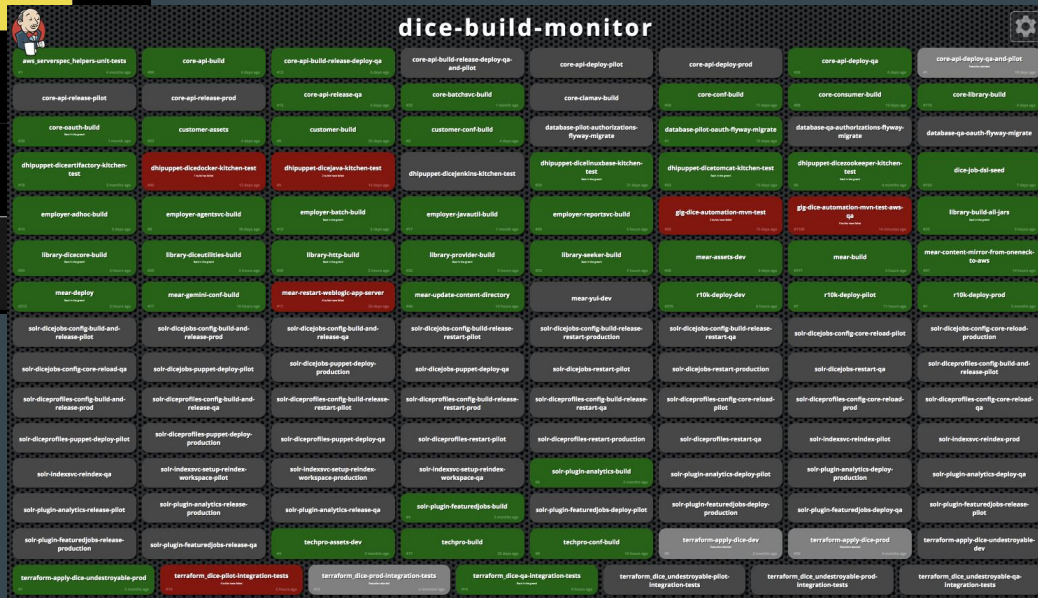 dice-build-monitor
aws_serverspec_helpers-unit-tests
core-api-build
core-api-build-release-deploy-qa
core-api-build-release-deploy-qa-
and-pilot
core-api-deploy-pilot
core-api-deploy-prod
core-api-deploy-qa
core-api-deploy-qa-and-pilot
core-api-release-pilot
core-api-release-prod
core-api-release-qa
core-batchsvc-build
core-clamav-build
core-conf-build
core-consumer-build
core-library-build
core-oauth-build
customer-assets
customer-build
customer-conf-build
database-pilot-authorizations-
flyway-migrate
database-pilot-oauth-flyway-migrate
database-qa-authorizations-flyway-
migrate
database-qa-oauth-flyway-migrate
dhipuppet-diceartifactory-kitchen-
test
dhipuppet-dicedocker-kitchen-test
dhipuppet-dicejava-kitchen-test
dhipuppet-dicejenkins-kitchen-test
dhipuppet-dicelinuxbase-kitchen-
test
dhipuppet-dicetomcat-kitchen-test
dhipuppet-dicezookeeper-kitchen-
test
dice-job-dsl-seed
employer-adhoc-build
employer-agentsvc-build
employer-batch-build
employer-javautil-build
employer-reportsvc-build
glg-dice-automation-mvn-test
glg-dice-automation-mvn-test-aws-
qa
library-build-all-jars
library-dicecore-build
library-diceutilities-build
library-http-build
library-provider-build
library-seeker-build
mear-assets-dev
mear-build
mear-content-mirror-from-oneneck-
to-aws
mear-deploy
mear-gemini-conf-build
mear-restart-weblogic-app-server
mear-update-content-directory
mear-yui-dev
r10k-deploy-dev
r10k-deploy-pilot
r10k-deploy-prod
solr-dicejobs-config-build-and-
release-pilot
solr-dicejobs-config-build-and-
release-prod
solr-dicejobs-config-build-and-
release-qa
solr-dicejobs-config-build-release-
restart-pilot
solr-dicejobs-config-build-release-
restart-production
solr-dicejobs-config-build-release-
restart-qa
solr-dicejobs-config-core-reload-pilot
solr-dicejobs-config-core-reload-
production
solr-dicejobs-config-core-reload-qa
solr-dicejobs-puppet-deploy-pilot
solr-dicejobs-puppet-deploy-
production
solr-dicejobs-puppet-deploy-qa
solr-dicejobs-restart-pilot
solr-dicejobs-restart-production
solr-dicejobs-restart-qa
solr-diceprofiles-config-build-and-
release-pilot
solr-diceprofiles-config-build-and-
release-prod
solr-diceprofiles-config-build-and-
release-qa
solr-diceprofiles-config-build-release-
restart-pilot
solr-diceprofiles-config-build-release-
restart-prod
solr-diceprofiles-config-build-release-
restart-qa
solr-diceprofiles-config-core-reload-
pilot
solr-diceprofiles-config-core-reload-
prod
solr-diceprofiles-config-core-reload-
qa
solr-diceprofiles-puppet-deploy-pilot
solr-diceprofiles-puppet-deploy-
production
solr-diceprofiles-puppet-deploy-qa
solr-diceprofiles-restart-pilot
solr-diceprofiles-restart-production
solr-diceprofiles-restart-qa
solr-indexsvc-reindex-pilot
solr-indexsvc-reindex-prod
solr-indexsvc-reindex-qa
solr-indexsvc-setup-reindex-
workspace-pilot
solr-indexsvc-setup-reindex-
workspace-production
solr-indexsvc-setup-reindex-
workspace-qa
solr-plugin-analytics-build
solr-plugin-analytics-deploy-pilot
solr-plugin-analytics-deploy-
production
solr-plugin-analytics-deploy-qa
solr-plugin-analytics-release-pilot
solr-plugin-analytics-release-
production
solr-plugin-analytics-release-qa
solr-plugin-featuredjobs-build
solr-plugin-featuredjobs-deploy-pilot
solr-plugin-featuredjobs-deploy-
production
solr-plugin-featuredjobs-deploy-qa
solr-plugin-featuredjobs-release-
pilot
solr-plugin-featuredjobs-release-
production
solr-plugin-featuredjobs-release-qa
techpro-assets-dev
techpro-build
techpro-conf-build
terraform-apply-dice-dev
terraform-apply-dice-prod
terraform-apply-dice-undestroyable-
dev
terraform-apply-dice-undestroyable-prod
terraform_dice-pilot-integration-tests
terraform_dice-prod-integration-tests
terraform_dice-qa-integration-tests
terraform_dice_undestroyable-pilot-
integration-tests
terraform_dice_undestroyable-prod-
integration-tests
terraform_dice_undestroyable-qa-
integration-tests